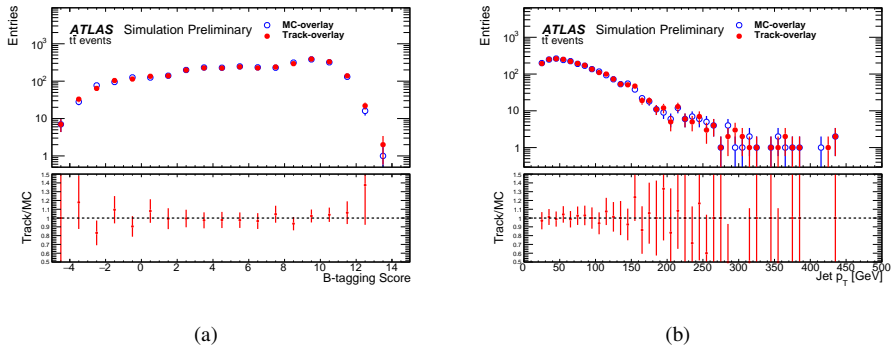 Entries
10³
10²
10
1
ATLAS Simulation Preliminary
tt̄ events
MC-overlay
Track-overlay
Track/MC
1.5
1.4
1.3
1.2
1.1
1
0.9
0.8
0.7
0.6
0.5
−4 −2 0 2 4 6 8 10 12 14
B-tagging Score
(a)
Entries
10³
10²
10
1
ATLAS Simulation Preliminary
tt̄ events
MC-overlay
Track-overlay
Track/MC
1.5
1.4
1.3
1.2
1.1
1
0.9
0.8
0.7
0.6
0.5
0 50 100 150 200 250 300 350 400 450 500
Jet p_T [GeV]
(b)